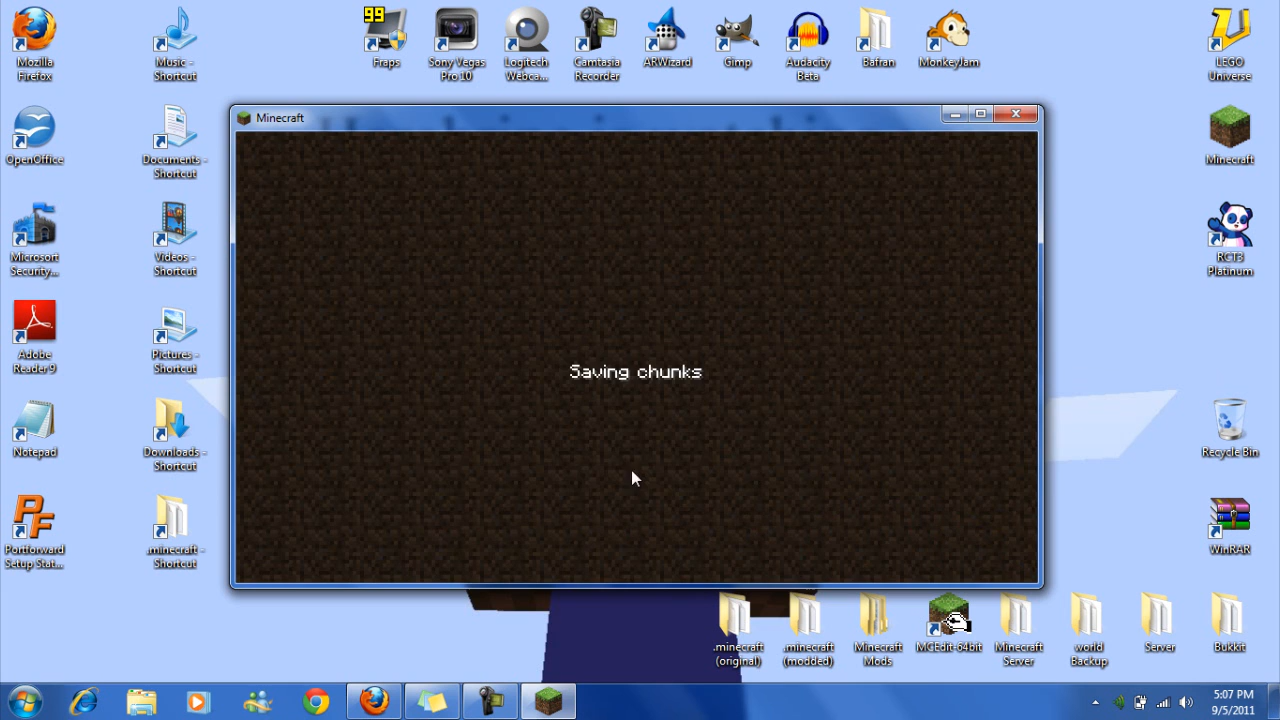 99
Mozilla
Firefox
Music -
Shortcut
Fraps
Sony Vegas
Pro 10
Logitech
Webca...
Camtasia
Recorder
ARWizard
Gimp
Audacity
Beta
Bafran
MonkeyJam
LEGO
Universe
OpenOffice
Documents -
Shortcut
Minecraft
Minecraft
Microsoft
Security...
Videos -
Shortcut
RCT3
Platinum
Adobe
Reader 9
Pictures -
Shortcut
Saving chunks
Notepad
Downloads -
Shortcut
Recycle Bin
PF
Portforward
Setup Stat...
.minecraft -
Shortcut
WinRAR
.minecraft
(original)
.minecraft
(modded)
Minecraft
Mods
MCEdit-64bit
Minecraft
Server
world
Backup
Server
Bukkit
5:07 PM
9/5/2011